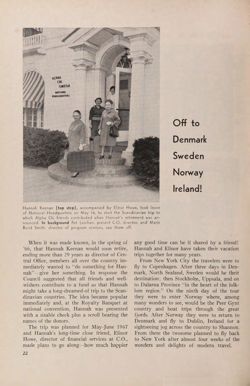 Off to
Denmark
Sweden
Norway
Ireland!
Hannah Keenan [top step], accompanied by Elinor Howe, took leave
of National Headquarters on May 16, to start the Scandinavian trip to
which Alpha Chi friends contributed when Hannah's retirement was an-
nounced. In background for (picture) present C.O. director and Marie
Byrd Smith, director of program services, see them off.
When it was made known, in the spring of
'66, that Hannah Keenan would soon retire,
ending more than 29 years as director of Cen-
tral Office, members all over the country im-
mediately wanted to "do something for Han-
nah" give her something. In response the
Council suggested that all friends and well-
wishers contribute to a fund so that Hannah
might take a long-dreamed of trip to the Scan-
dinavian countries. The idea became popular
immediately and, at the Royalty Banquet at
national convention, Hannah was presented
with a sizable check plus a scroll bearing the
names of the donors.
The trip was planned for May-June 1967
and Hannah's long-time close friend, Elinor
Howe, director of financial services at C.O.,
made plans to go along—how much happier
any good time can be if shared by a friend!
Hannah and Elinor have taken their vacation
trips together for many years.
From New York City the travelers were to
fly to Copenhagen. After three days in Den-
mark, North Sealand, Sweden would be their
destination; then Stockholm, Uppsala, and on
to Dalarna Province "in the heart of the folk-
lore region." On the ninth day of the tour
they were to enter Norway where, among
many wonders to see, would be the Peer Gynt
country and boat trips through the great
fjords. After Norway they were to return to
Denmark and fly to Dublin, Ireland for a
sightseeing jog across the country to Shannon.
From there the twosome planned to fly back
to New York after almost four weeks of the
wonders and delights of modern travel.
22